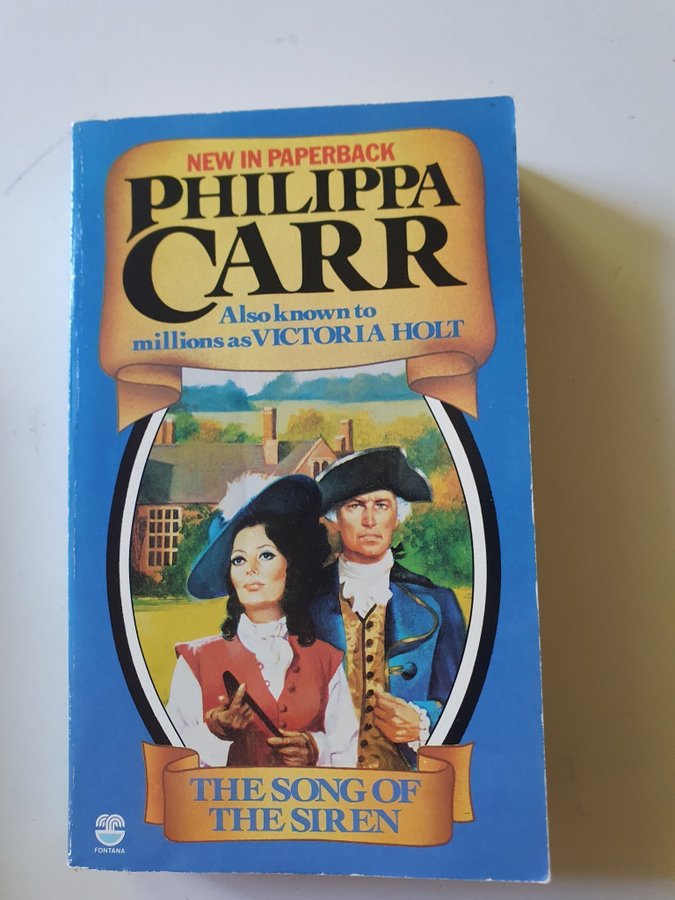 NEW IN PAPERBACK
PHILIPPA
CARR
Also known to
millions as VICTORIA HOLT
THE SONG OF
THE SIREN
FONTANA